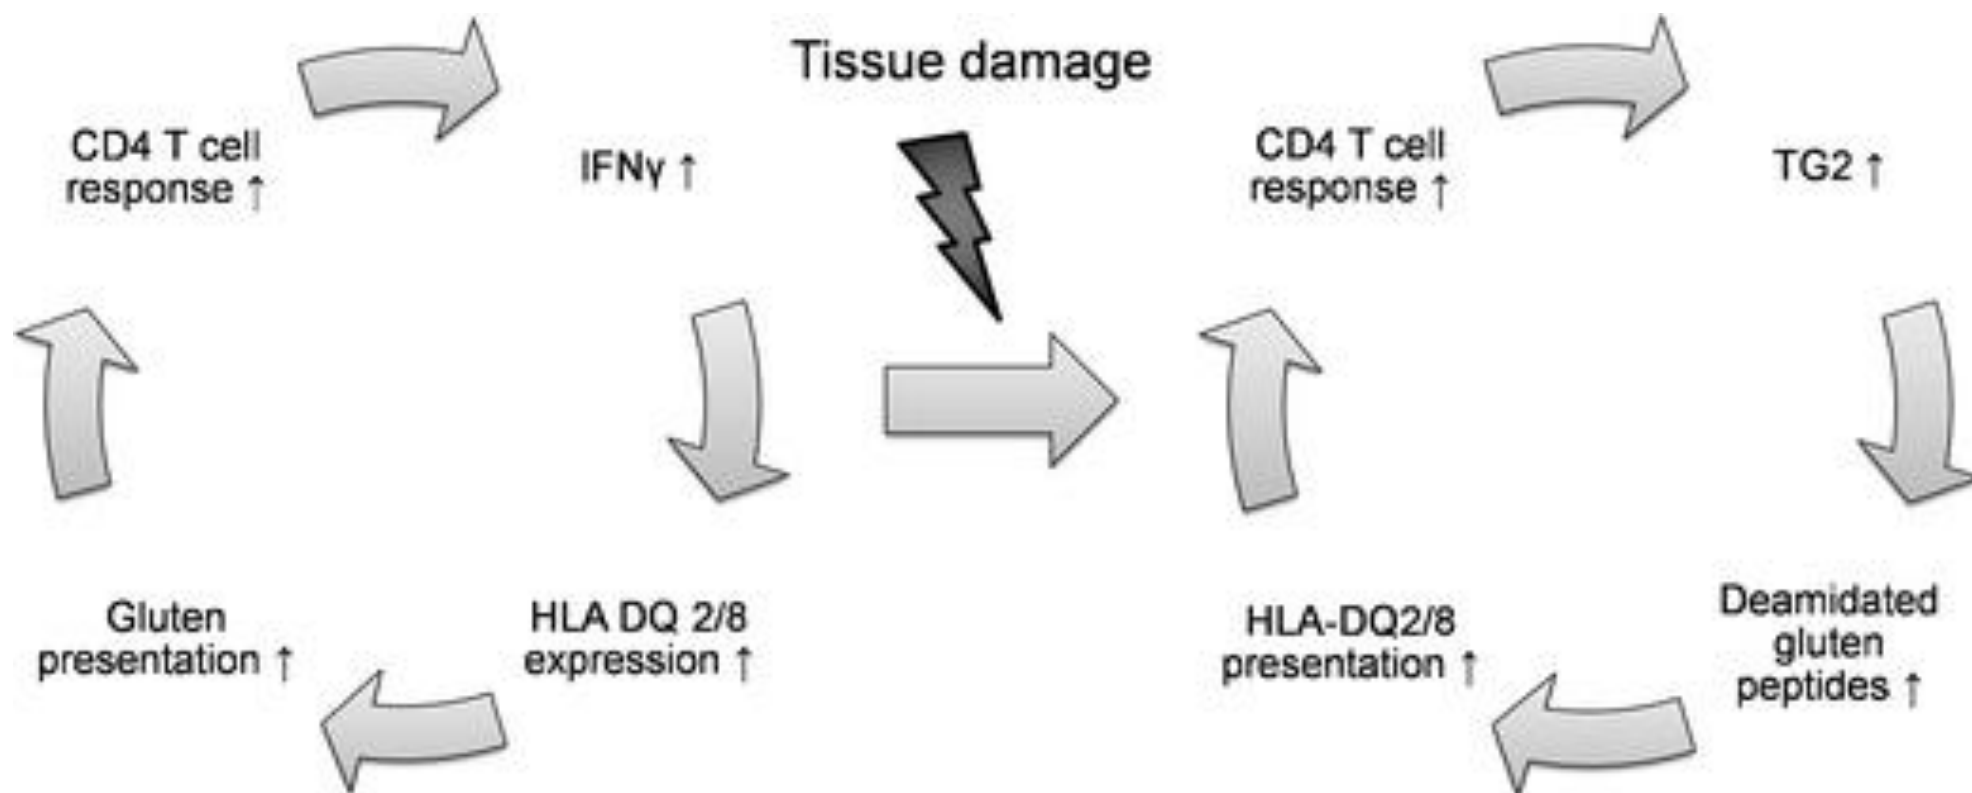 Tissue damage
CD4 T cell
response ↑
IFNγ ↑
HLA DQ 2/8
expression ↑
Gluten
presentation ↑
CD4 T cell
response ↑
TG2 ↑
Deamidated
gluten
peptides ↑
HLA-DQ2/8
presentation ↑